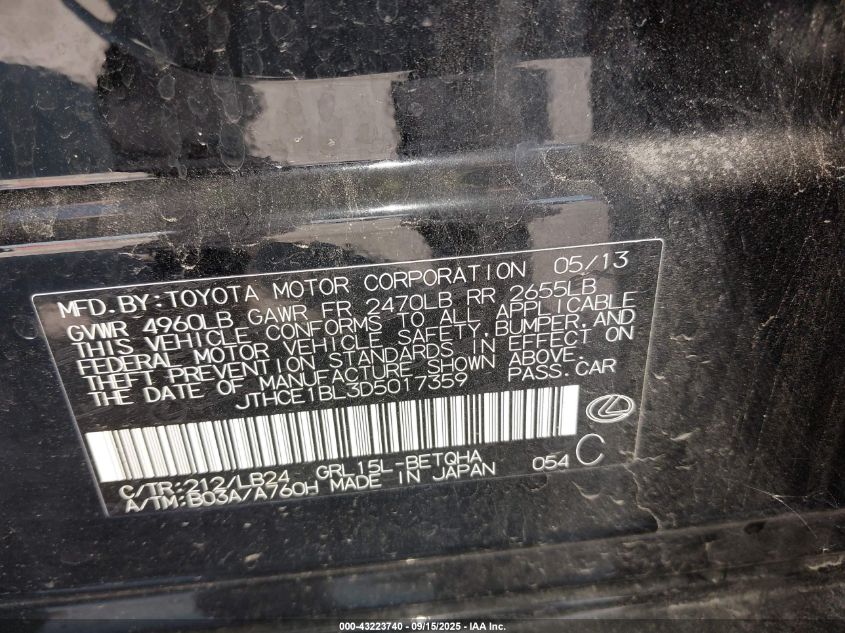 MFD.BY:TOYOTA MOTOR CORPORATION 05/13
GVWR 4960LB GAWR FR 2470LB RR 2655LB
THIS VEHICLE CONFORMS TO ALL APPLICABLE
FEDERAL MOTOR VEHICLE SAFETY,BUMPER,AND
THEFT PREVENTION STANDARDS IN EFFECT ON
THE DATE OF MANUFACTURE SHOWN ABOVE.
JTHCE1BL3D5017359 PASS.CAR
C/TR:212/LB24 GRL15L-BETQHA 054 C
A/TM:B03A/A760H MADE IN JAPAN
000-43223740 - 09/15/2025 - IAA Inc.